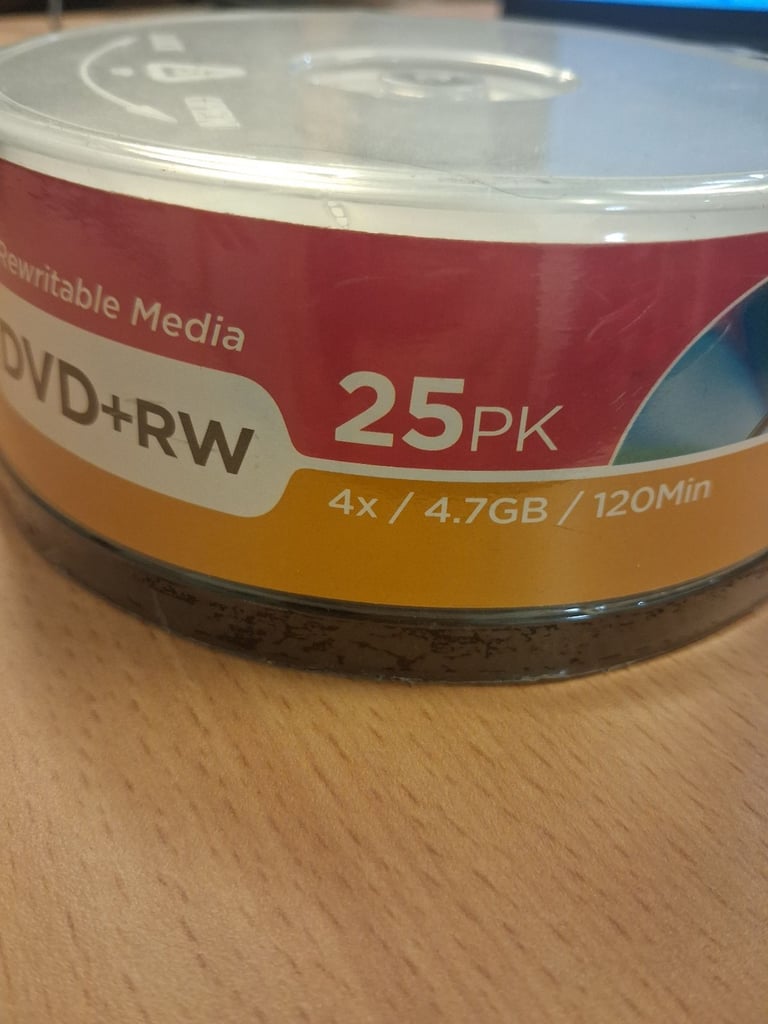 Rewritable Media
DVD+RW
25PK
4x / 4.7GB / 120Min